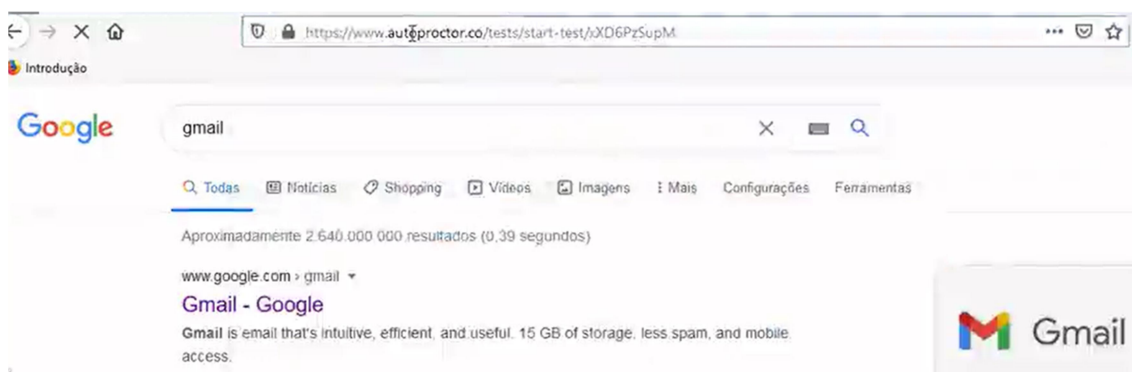 https://www.autoproctor.co/tests/start-test/xXD6PzSupM
Introdução
Google
gmail
Todas Notícias Shopping Vídeos Imagens Mais Configurações Ferramentas
Aproximadamente 2.640.000.000 resultados (0,39 segundos)
www.google.com › gmail
Gmail - Google
Gmail is email that's intuitive, efficient, and useful. 15 GB of storage, less spam, and mobile
access.
Gmail